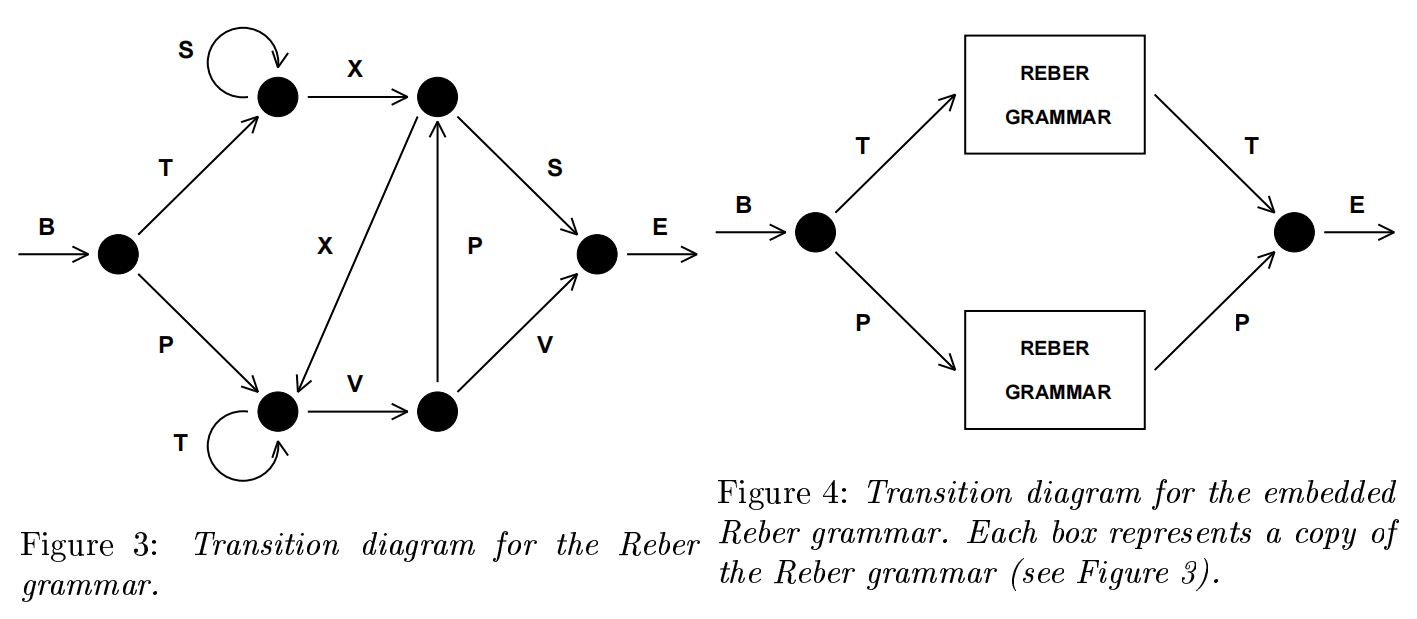 S
X
T
S
B
X
P
E
P
V
V
T
Figure 3: Transition diagram for the Reber
grammar.
REBER
GRAMMAR
T
T
B
E
P
P
REBER
GRAMMAR
Figure 4: Transition diagram for the embedded
Reber grammar. Each box represents a copy of
the Reber grammar (see Figure 3).